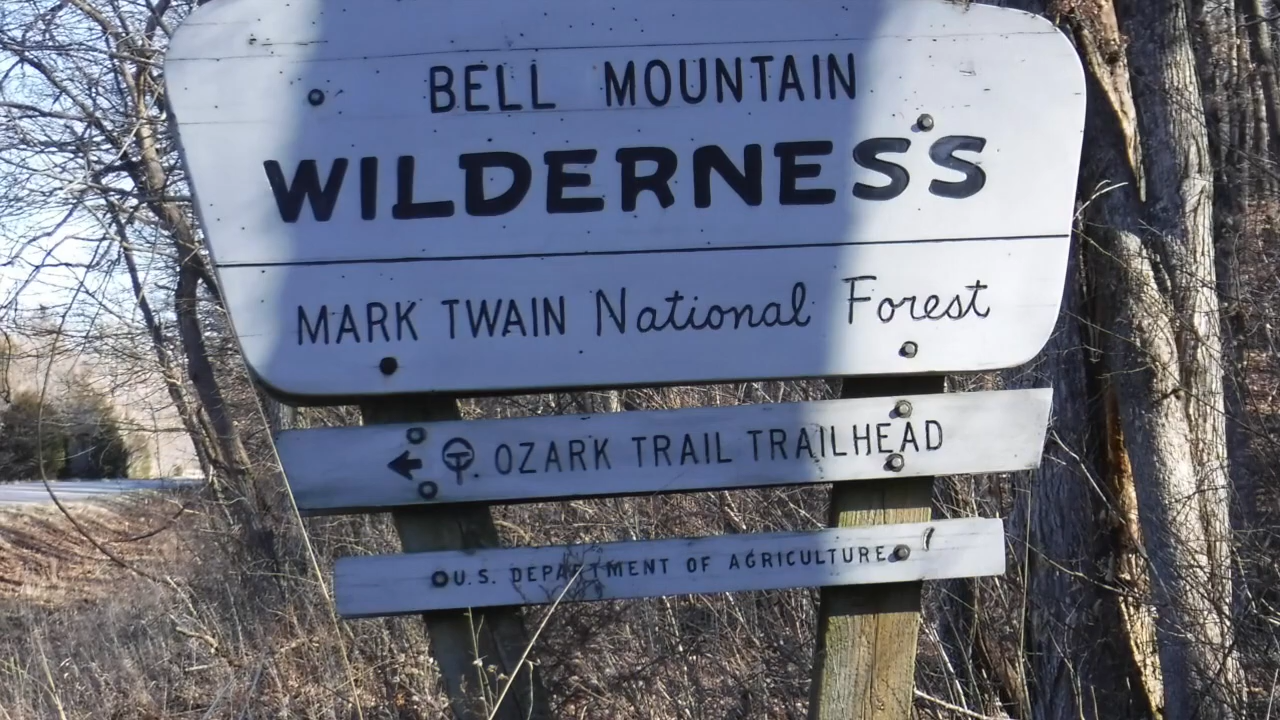 BELL MOUNTAIN
WILDERNESS
MARK TWAIN National Forest
OZARK TRAIL TRAILHEAD
U.S. DEPARTMENT OF AGRICULTURE